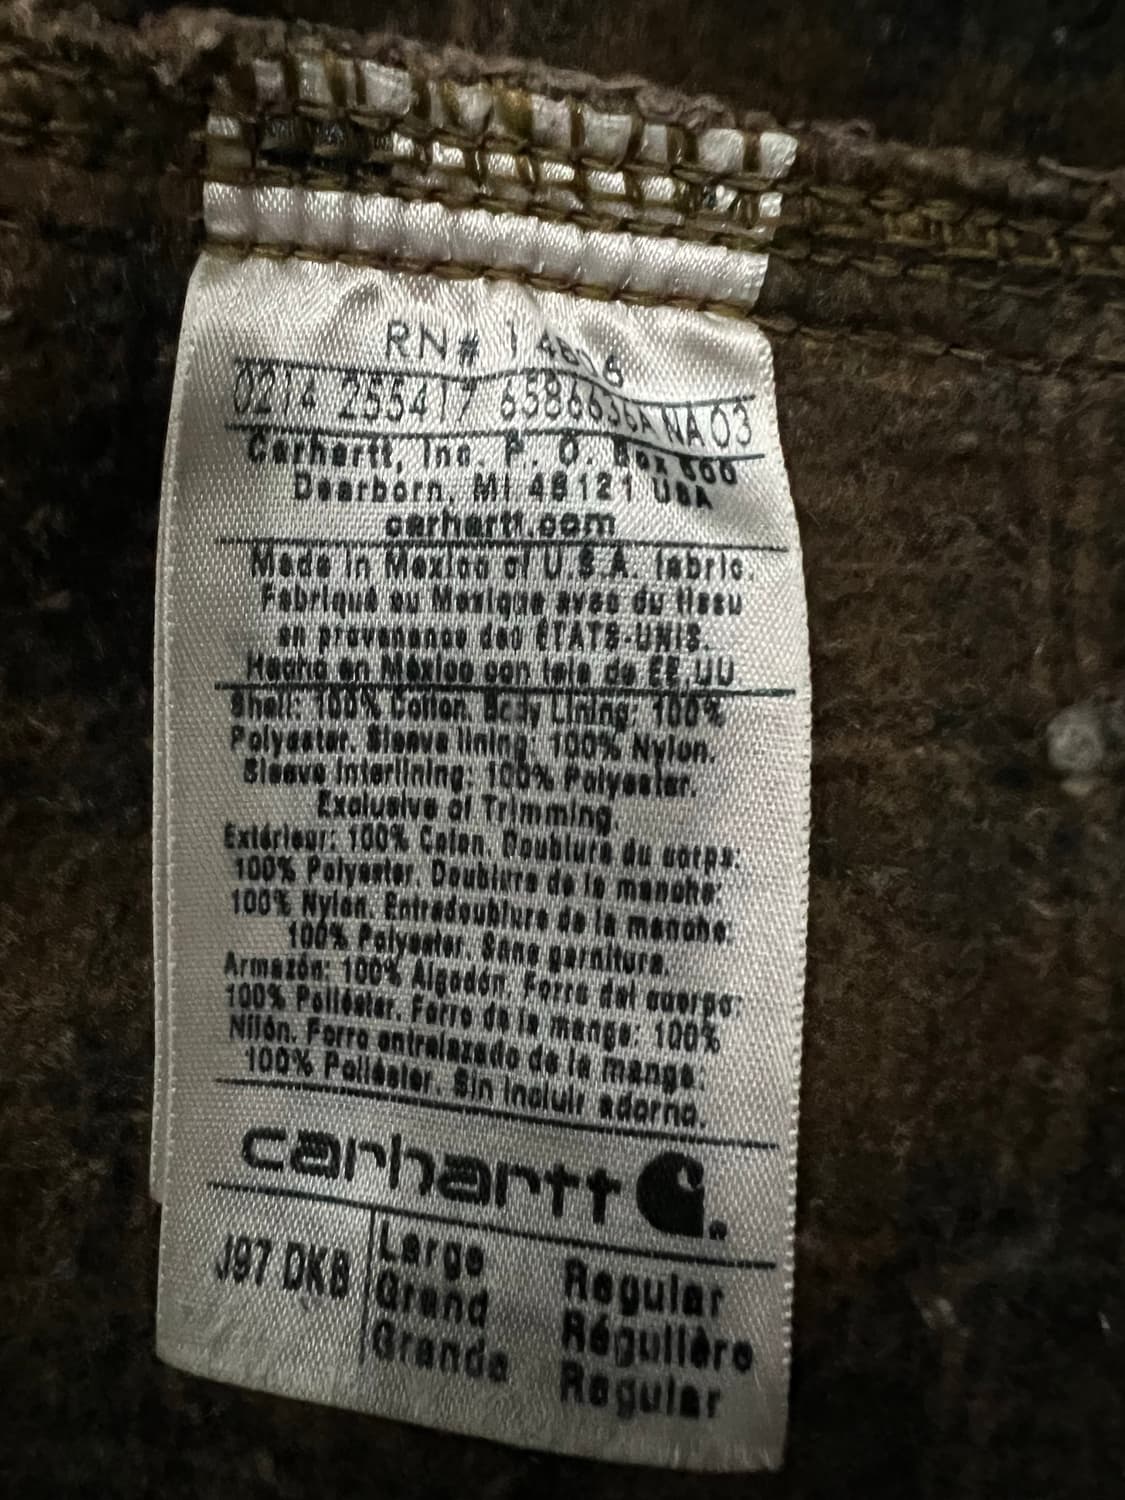 RN# 14806
0214 255417 6586636A NA 03
Carhartt, Inc. P. O. Box 600
Dearborn, MI 48121 USA
carhartt.com
Made in Mexico of U.S.A. fabric.
Fabriqué au Mexique avec du tissu
en provenance des ÉTATS-UNIS.
Hecho en México con tela de EE.UU
Shell: 100% Cotton. Body Lining: 100%
Polyester. Sleeve lining: 100% Nylon.
Sleeve Interlining: 100% Polyester.
Exclusive of Trimming.
Extérieur: 100% Coton. Doublure du corps:
100% Polyester. Doublure de la manche:
100% Nylon. Entredoublure de la manche:
100% Polyester. Sans garniture.
Armazón: 100% Algodón. Forro del cuerpo:
100% Poliéster. Forro de la manga: 100%
Nilón. Forro entrelazado de la manga:
100% Poliéster. Sin Incluir adorno.
carhartt
J97 DKB
Large Regular
Grand Régulière
Grande Regular